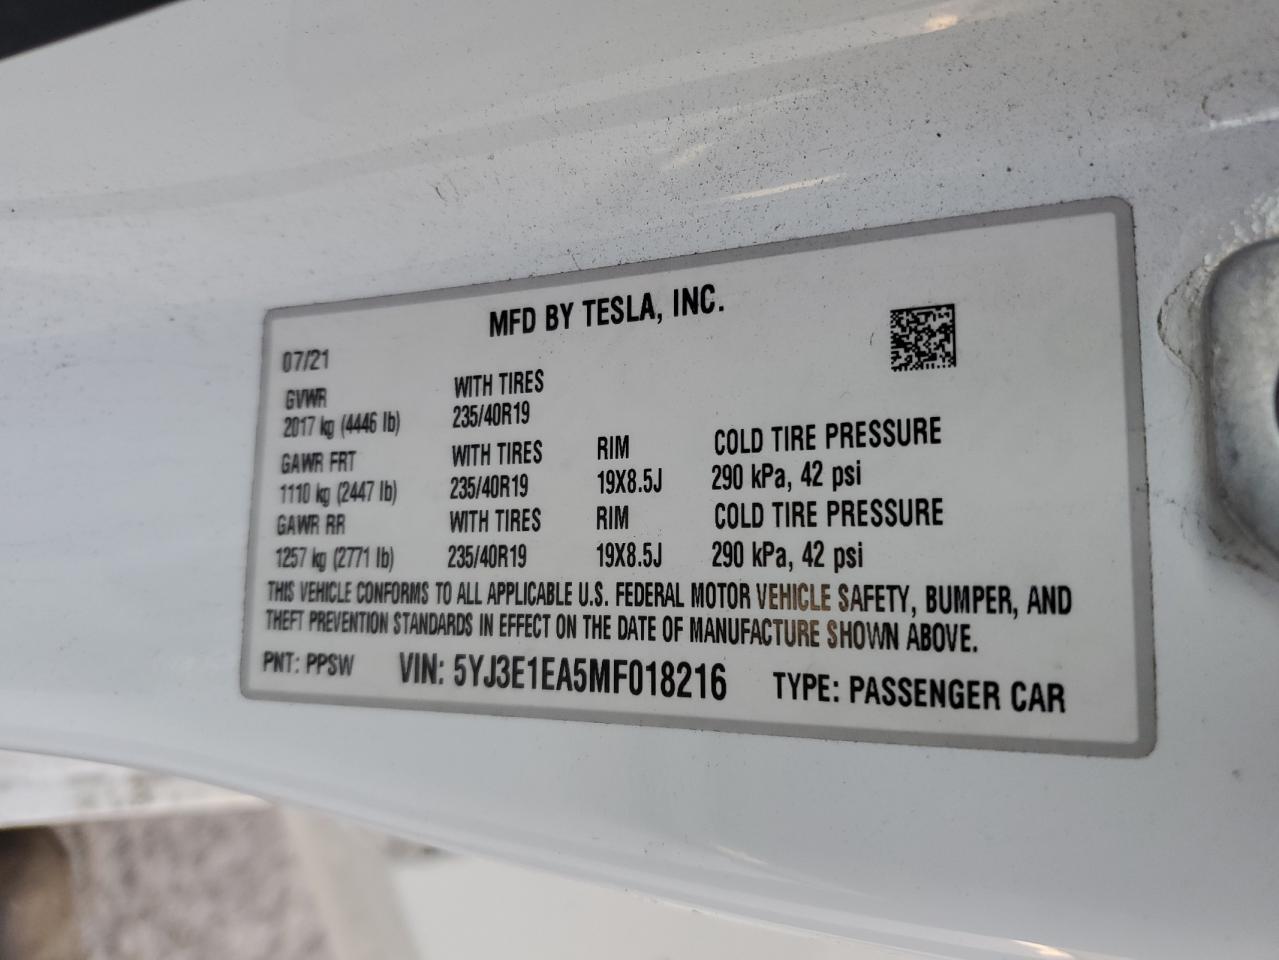 MFD BY TESLA, INC.
07/21
GVWR WITH TIRES
2017 kg (4446 lb) 235/40R19
GAWR FRT WITH TIRES RIM COLD TIRE PRESSURE
1110 kg (2447 lb) 235/40R19 19X8.5J 290 kPa, 42 psi
GAWR RR WITH TIRES RIM COLD TIRE PRESSURE
1257 kg (2771 lb) 235/40R19 19X8.5J 290 kPa, 42 psi
THIS VEHICLE CONFORMS TO ALL APPLICABLE U.S. FEDERAL MOTOR VEHICLE SAFETY, BUMPER, AND
THEFT PREVENTION STANDARDS IN EFFECT ON THE DATE OF MANUFACTURE SHOWN ABOVE.
PNT: PPSW VIN: 5YJ3E1EA5MF018216 TYPE: PASSENGER CAR